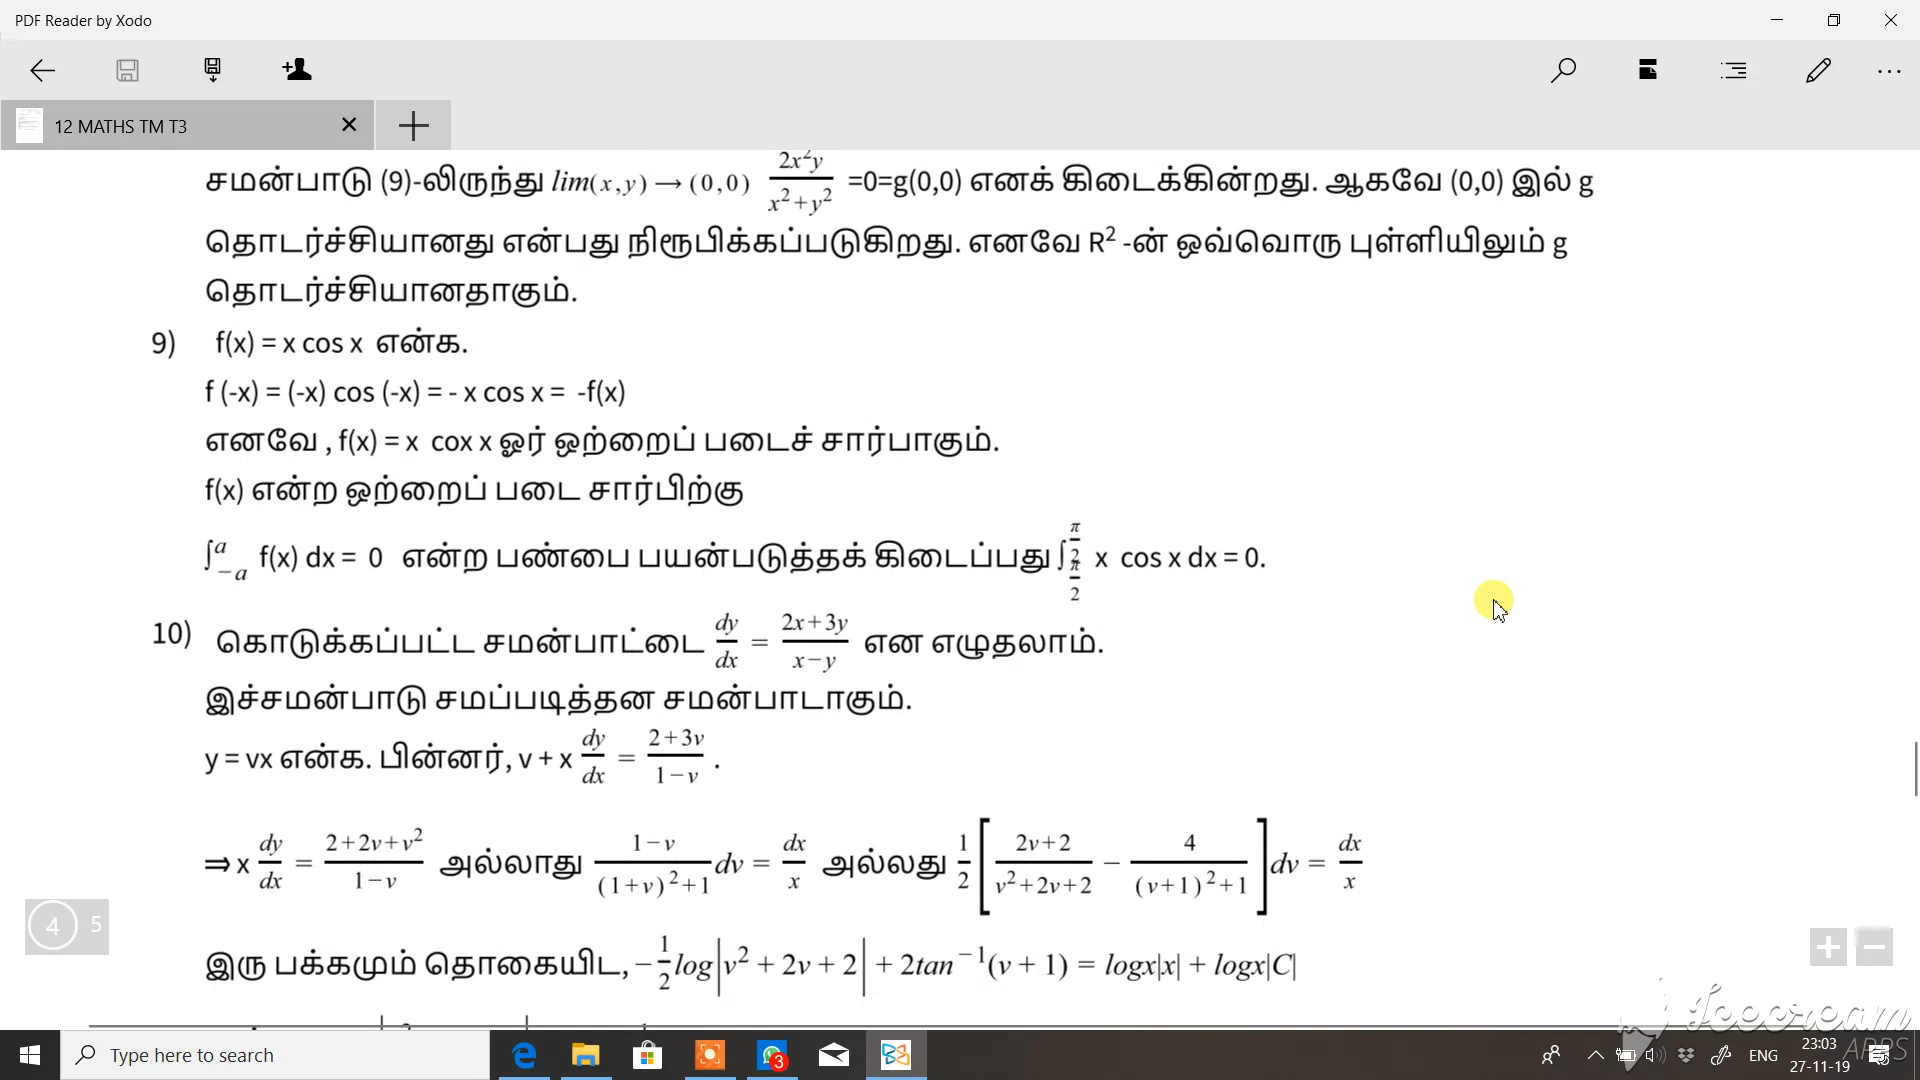 PDF Reader by Xodo
12 MATHS TM T3
சமன்பாடு (9)-லிருந்து lim(x,y)→(0,0) 2x²y/x²+y² =0=g(0,0) எனக் கிடைக்கின்றது. ஆகவே (0,0) இல் g
தொடர்ச்சியானது என்பது நிரூபிக்கப்படுகிறது. எனவே R² -ன் ஒவ்வொரு புள்ளியிலும் g
தொடர்ச்சியானதாகும்.
9) f(x) = x cos x என்க.
f (-x) = (-x) cos (-x) = - x cos x = -f(x)
எனவே , f(x) = x cox x ஓர் ஒற்றைப் படைச் சார்பாகும்.
f(x) என்ற ஒற்றைப் படை சார்பிற்கு
∫₋ₐᵃ f(x) dx = 0 என்ற பண்பை பயன்படுத்தக் கிடைப்பது ∫ π/2 π/2 x cos x dx = 0.
10) கொடுக்கப்பட்ட சமன்பாட்டை dy/dx = 2x+3y/x−y என எழுதலாம்.
இச்சமன்பாடு சமப்படித்தன சமன்பாடாகும்.
y = vx என்க. பின்னர், v + x dy/dx = 2+3v/1−v .
⇒ x dy/dx = 2+2v+v²/1−v அல்லாது 1−v/(1+v)²+1 dv = dx/x அல்லது 1/2 [2v+2/v²+2v+2 − 4/(v+1)²+1] dv = dx/x
இரு பக்கமும் தொகையிட, −1/2 log|v² + 2v + 2| + 2tan⁻¹(v + 1) = logx|x| + logx|C|
4 5
Icecream
APPS
Type here to search
3
ENG
23:03
27-11-19